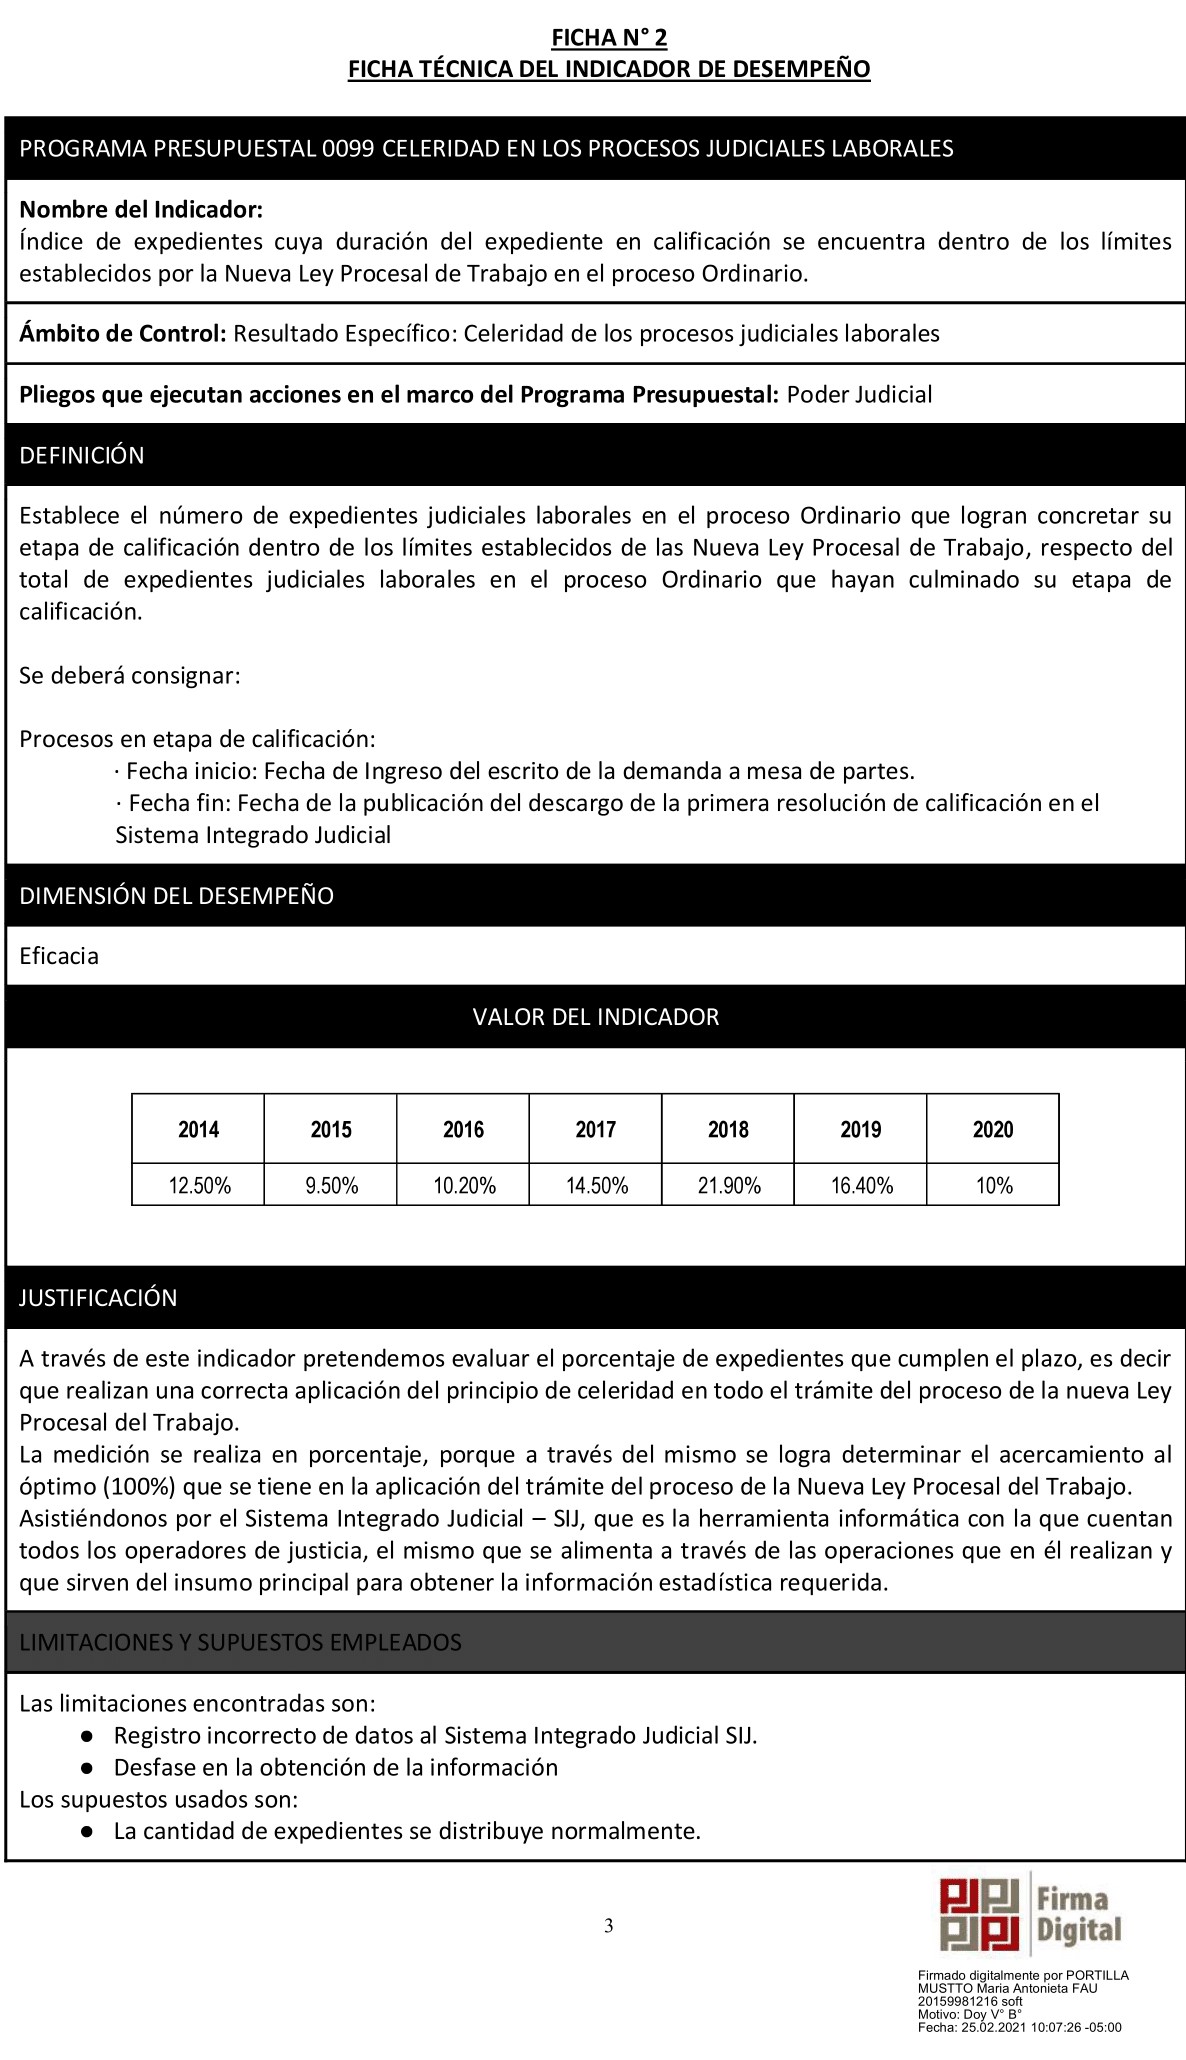 FICHA N° 2
FICHA TÉCNICA DEL INDICADOR DE DESEMPEÑO
PROGRAMA PRESUPUESTAL 0099 CELERIDAD EN LOS PROCESOS JUDICIALES LABORALES
Nombre del Indicador:
Índice de expedientes cuya duración del expediente en calificación se encuentra dentro de los límites
establecidos por la Nueva Ley Procesal de Trabajo en el proceso Ordinario.
Ámbito de Control: Resultado Específico: Celeridad de los procesos judiciales laborales
Pliegos que ejecutan acciones en el marco del Programa Presupuestal: Poder Judicial
DEFINICIÓN
Establece el número de expedientes judiciales laborales en el proceso Ordinario que logran concretar su
etapa de calificación dentro de los límites establecidos de las Nueva Ley Procesal de Trabajo, respecto del
total de expedientes judiciales laborales en el proceso Ordinario que hayan culminado su etapa de
calificación.
Se deberá consignar:
Procesos en etapa de calificación:
· Fecha inicio: Fecha de Ingreso del escrito de la demanda a mesa de partes.
· Fecha fin: Fecha de la publicación del descargo de la primera resolución de calificación en el
Sistema Integrado Judicial
DIMENSIÓN DEL DESEMPEÑO
Eficacia
VALOR DEL INDICADOR
2014 2015 2016 2017 2018 2019 2020
12.50% 9.50% 10.20% 14.50% 21.90% 16.40% 10%
JUSTIFICACIÓN
A través de este indicador pretendemos evaluar el porcentaje de expedientes que cumplen el plazo, es decir
que realizan una correcta aplicación del principio de celeridad en todo el trámite del proceso de la nueva Ley
Procesal del Trabajo.
La medición se realiza en porcentaje, porque a través del mismo se logra determinar el acercamiento al
óptimo (100%) que se tiene en la aplicación del trámite del proceso de la Nueva Ley Procesal del Trabajo.
Asistiéndonos por el Sistema Integrado Judicial – SIJ, que es la herramienta informática con la que cuentan
todos los operadores de justicia, el mismo que se alimenta a través de las operaciones que en él realizan y
que sirven del insumo principal para obtener la información estadística requerida.
LIMITACIONES Y SUPUESTOS EMPLEADOS
Las limitaciones encontradas son:
● Registro incorrecto de datos al Sistema Integrado Judicial SIJ.
● Desfase en la obtención de la información
Los supuestos usados son:
● La cantidad de expedientes se distribuye normalmente.
3
Firma
Digital
Firmado digitalmente por PORTILLA
MUSTTO Maria Antonieta FAU
20159981216 soft
Motivo: Doy V° B°
Fecha: 25.02.2021 10:07:26 -05:00